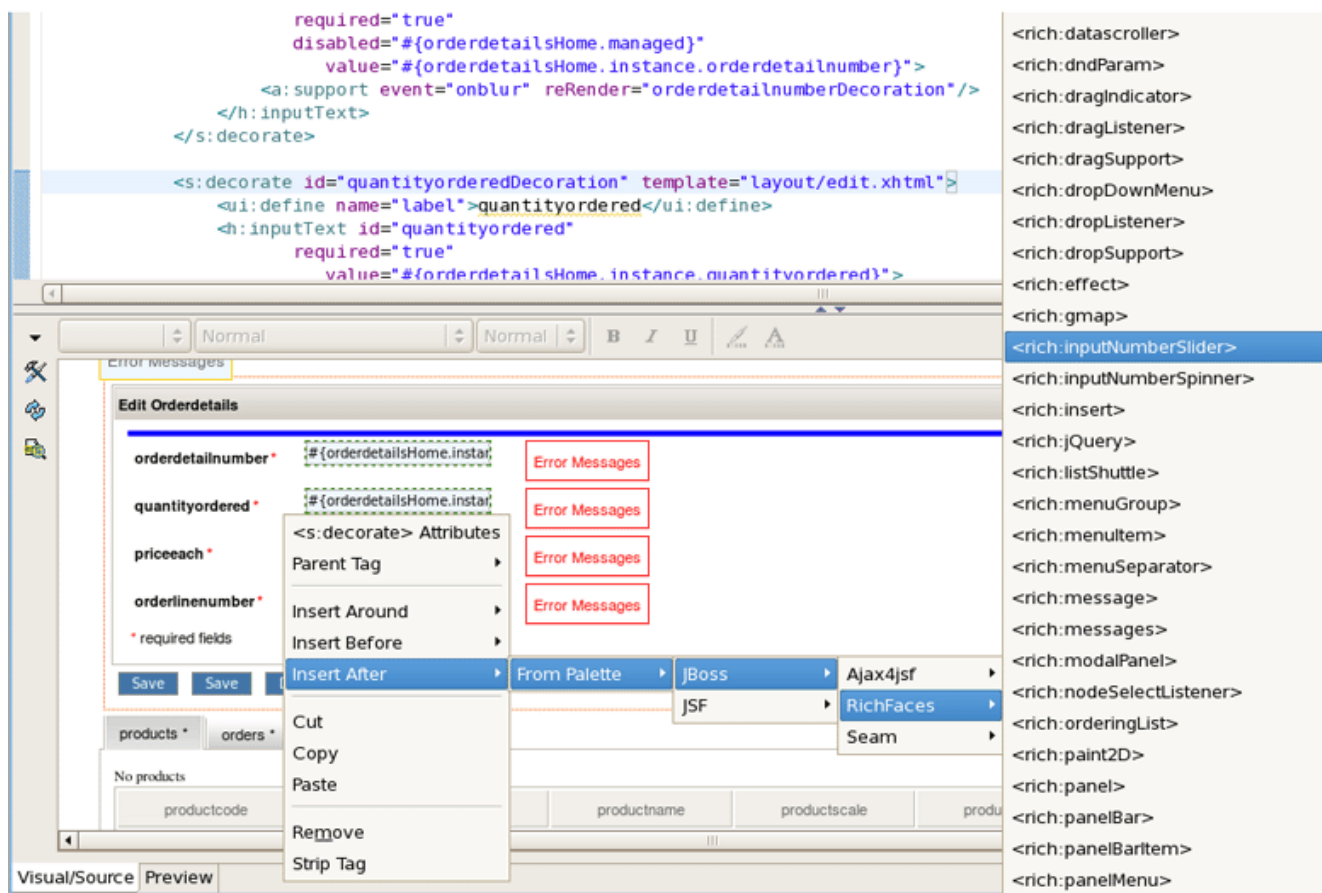 required="true"
disabled="#{orderdetailsHome.managed}"
value="#{orderdetailsHome.instance.orderdetailnumber}">
<a:support event="onblur" reRender="orderdetailnumberDecoration"/>
</h:inputText>
</s:decorate>
<s:decorate id="quantityorderedDecoration" template="layout/edit.xhtml">
<ui:define name="label">quantityordered</ui:define>
<h:inputText id="quantityordered"
required="true"
value="#{orderdetailsHome.instance.quantityordered}">
Normal Normal B I U A
Error Messages
Edit Orderdetails
orderdetailnumber * #{orderdetailsHome.instar Error Messages
quantityordered * #{orderdetailsHome.instar Error Messages
priceeach * Error Messages
orderlinenumber * Error Messages
* required fields
Save Save
products * orders *
No products
productcode productname productscale produ
Visual/Source Preview
<s:decorate> Attributes
Parent Tag
Insert Around
Insert Before
Insert After
Cut
Copy
Paste
Remove
Strip Tag
From Palette
JBoss
JSF
Ajax4jsf
RichFaces
Seam
<rich:datascroller>
<rich:dndParam>
<rich:dragIndicator>
<rich:dragListener>
<rich:dragSupport>
<rich:dropDownMenu>
<rich:dropListener>
<rich:dropSupport>
<rich:effect>
<rich:gmap>
<rich:inputNumberSlider>
<rich:inputNumberSpinner>
<rich:insert>
<rich:jQuery>
<rich:listShuttle>
<rich:menuGroup>
<rich:menuItem>
<rich:menuSeparator>
<rich:message>
<rich:messages>
<rich:modalPanel>
<rich:nodeSelectListener>
<rich:orderingList>
<rich:paint2D>
<rich:panel>
<rich:panelBar>
<rich:panelBarItem>
<rich:panelMenu>